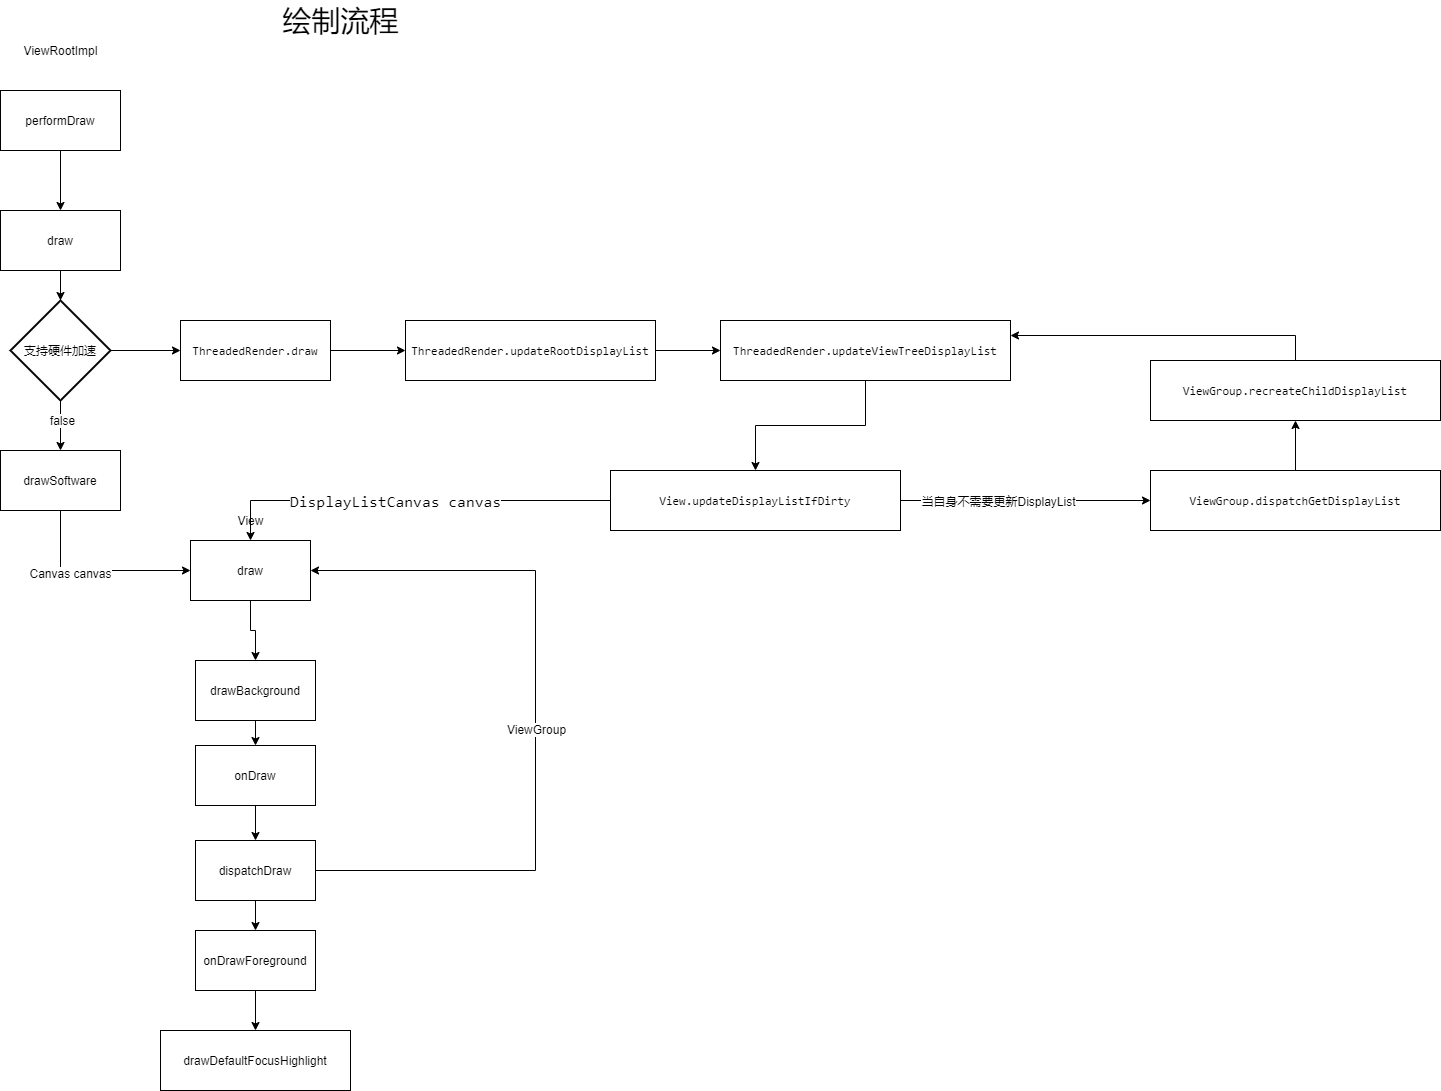 绘制流程
ViewRootImpl
performDraw
draw
支持硬件加速
ThreadedRender.draw
ThreadedRender.updateRootDisplayList
ThreadedRender.updateViewTreeDisplayList
ViewGroup.recreateChildDisplayList
false
drawSoftware
DisplayListCanvas canvas
View.updateDisplayListIfDirty
当自身不需要更新DisplayList
ViewGroup.dispatchGetDisplayList
View
Canvas canvas
draw
drawBackground
ViewGroup
onDraw
dispatchDraw
onDrawForeground
drawDefaultFocusHighlight